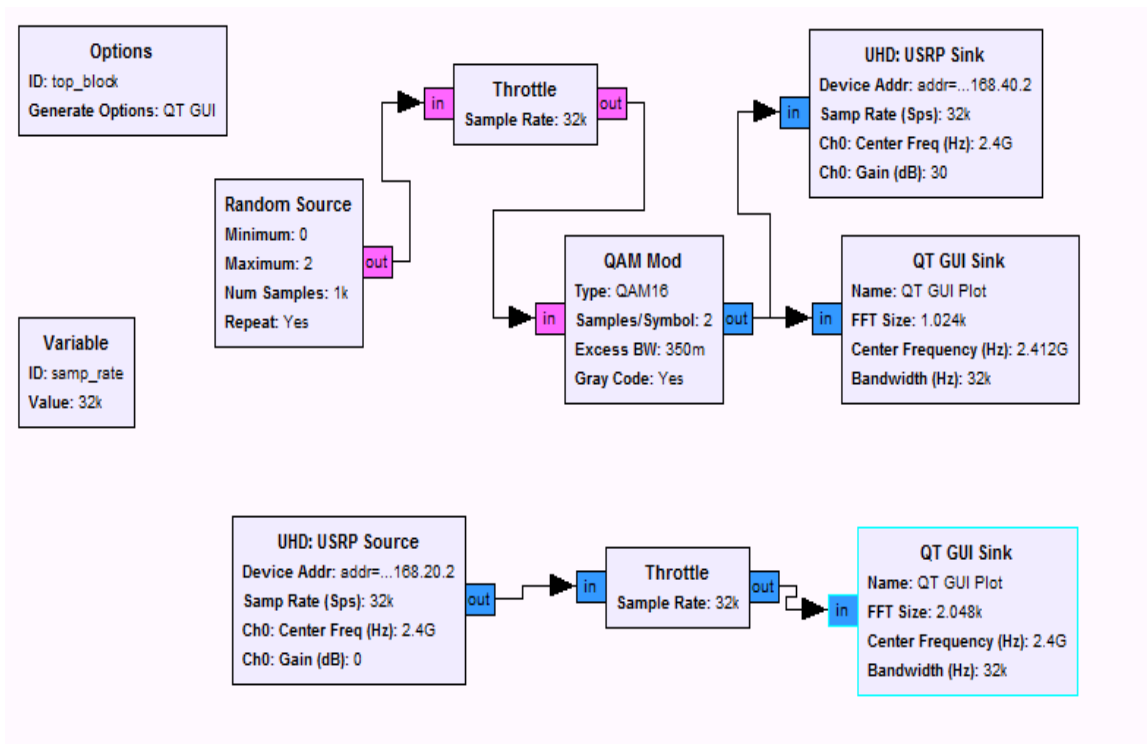 Options
ID: top_block
Generate Options: QT GUI
Variable
ID: samp_rate
Value: 32k
Random Source
Minimum: 0
Maximum: 2
Num Samples: 1k
Repeat: Yes
out
in
Throttle
Sample Rate: 32k
out
in
QAM Mod
Type: QAM16
Samples/Symbol: 2
Excess BW: 350m
Gray Code: Yes
out
in
UHD: USRP Sink
Device Addr: addr=...168.40.2
Samp Rate (Sps): 32k
Ch0: Center Freq (Hz): 2.4G
Ch0: Gain (dB): 30
in
QT GUI Sink
Name: QT GUI Plot
FFT Size: 1.024k
Center Frequency (Hz): 2.412G
Bandwidth (Hz): 32k
UHD: USRP Source
Device Addr: addr=...168.20.2
Samp Rate (Sps): 32k
Ch0: Center Freq (Hz): 2.4G
Ch0: Gain (dB): 0
out
in
Throttle
Sample Rate: 32k
out
in
QT GUI Sink
Name: QT GUI Plot
FFT Size: 2.048k
Center Frequency (Hz): 2.4G
Bandwidth (Hz): 32k